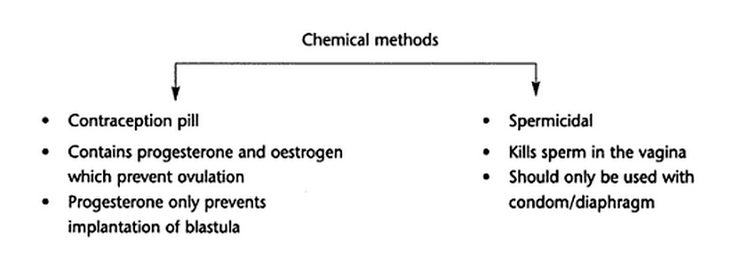 Chemical methods
• Contraception pill
• Contains progesterone and oestrogen
which prevent ovulation
• Progesterone only prevents
implantation of blastula
• Spermicidal
• Kills sperm in the vagina
• Should only be used with
condom/diaphragm